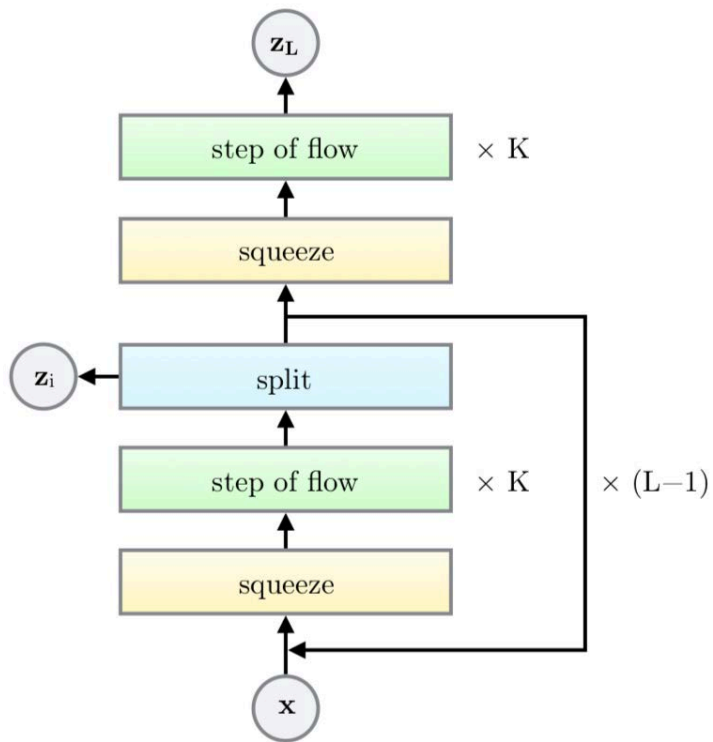 z_L
step of flow × K
squeeze
z_i split
step of flow × K × (L−1)
squeeze
x